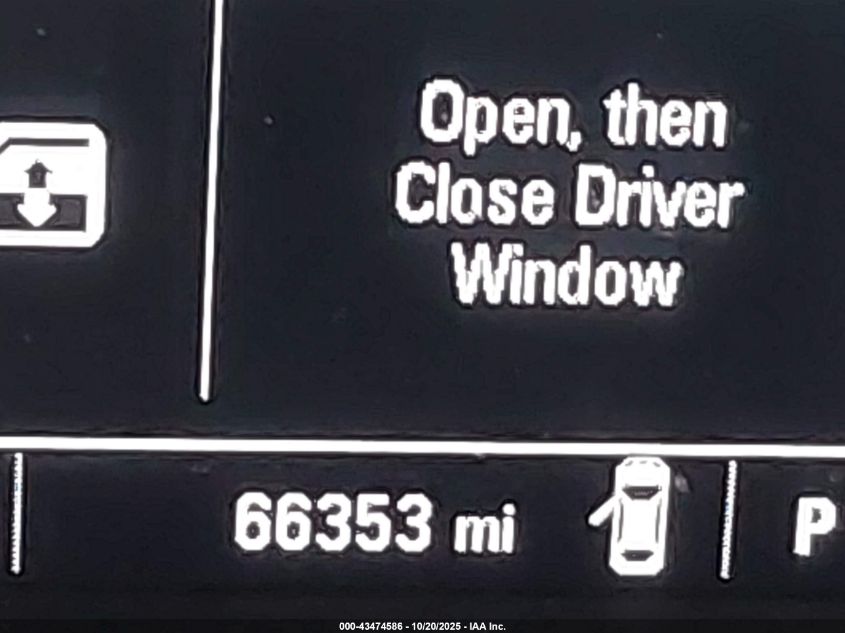 Open, then
Close Driver
Window
66353 mi
P
000-43474586 - 10/20/2025 - IAA Inc.